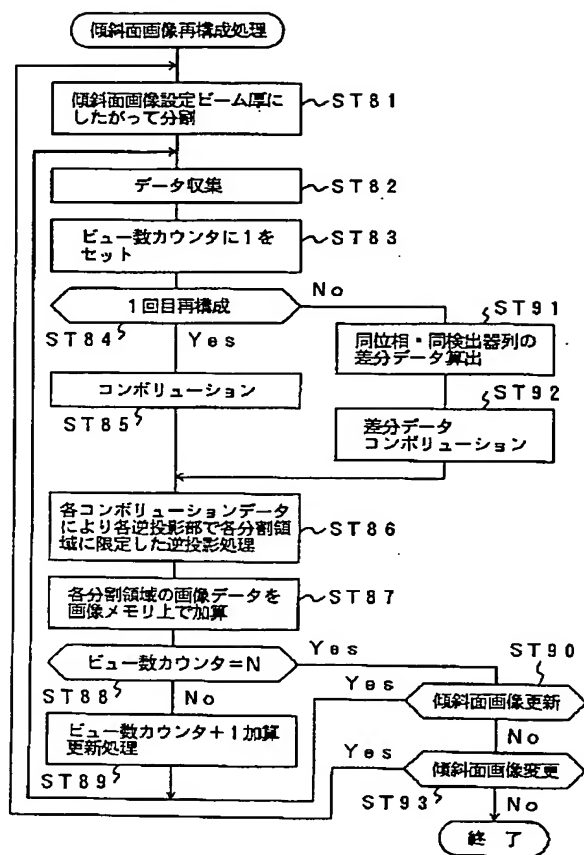 傾斜面画像再構成処理
傾斜面画像設定ビーム厚に
したがって分割
ST81
データ収集
ST82
ビュー数カウンタに1を
セット
ST83
1回目再構成
No
ST84
Yes
ST91
同位相・同検出器列の
差分データ算出
コンボリューション
ST85
ST92
差分データ
コンボリューション
各コンボリューションデータ
により各逆投影部で各分割領
域に限定した逆投影処理
ST86
各分割領域の画像データを
画像メモリ上で加算
ST87
ビュー数カウンタ=N
Yes
ST88
No
ST90
Yes
傾斜面画像更新
No
ビュー数カウンタ+1加算
更新処理
ST89
Yes
傾斜面画像変更
ST93
No
終了